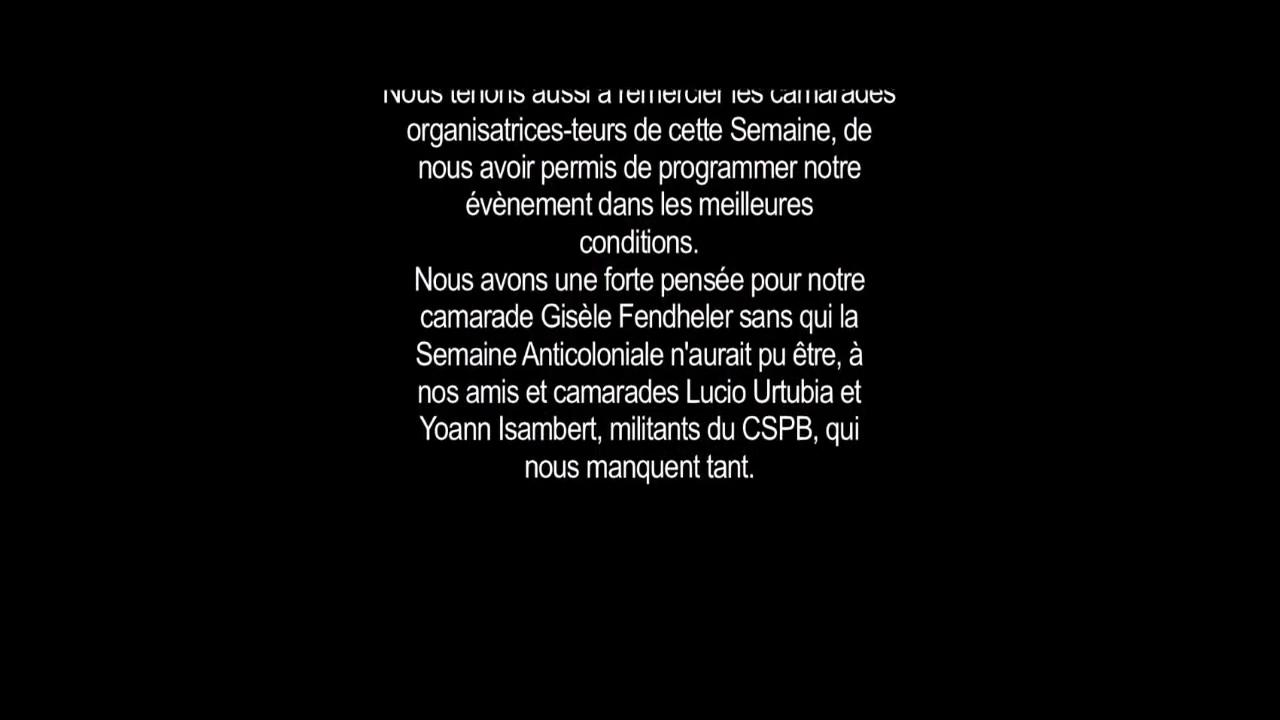 Nous tenons aussi à remercier les camarades
organisatrices-teurs de cette Semaine, de
nous avoir permis de programmer notre
évènement dans les meilleures
conditions.
Nous avons une forte pensée pour notre
camarade Gisèle Fendheler sans qui la
Semaine Anticoloniale n'aurait pu être, à
nos amis et camarades Lucio Urtubia et
Yoann Isambert, militants du CSPB, qui
nous manquent tant.